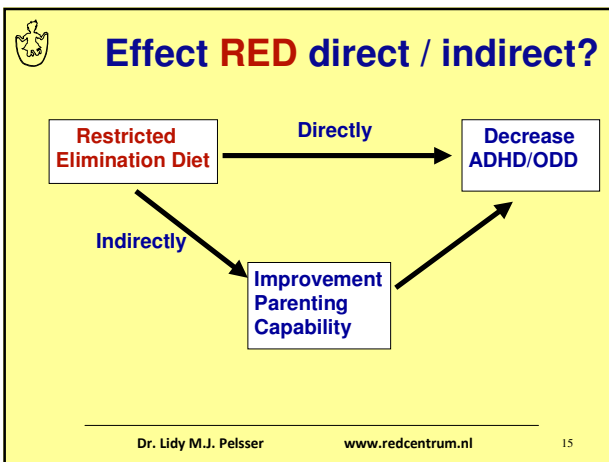 Effect RED direct / indirect?
Restricted
Elimination Diet
Directly
Decrease
ADHD/ODD
Indirectly
Improvement
Parenting
Capability
Dr. Lidy M.J. Pelsser www.redcentrum.nl 15